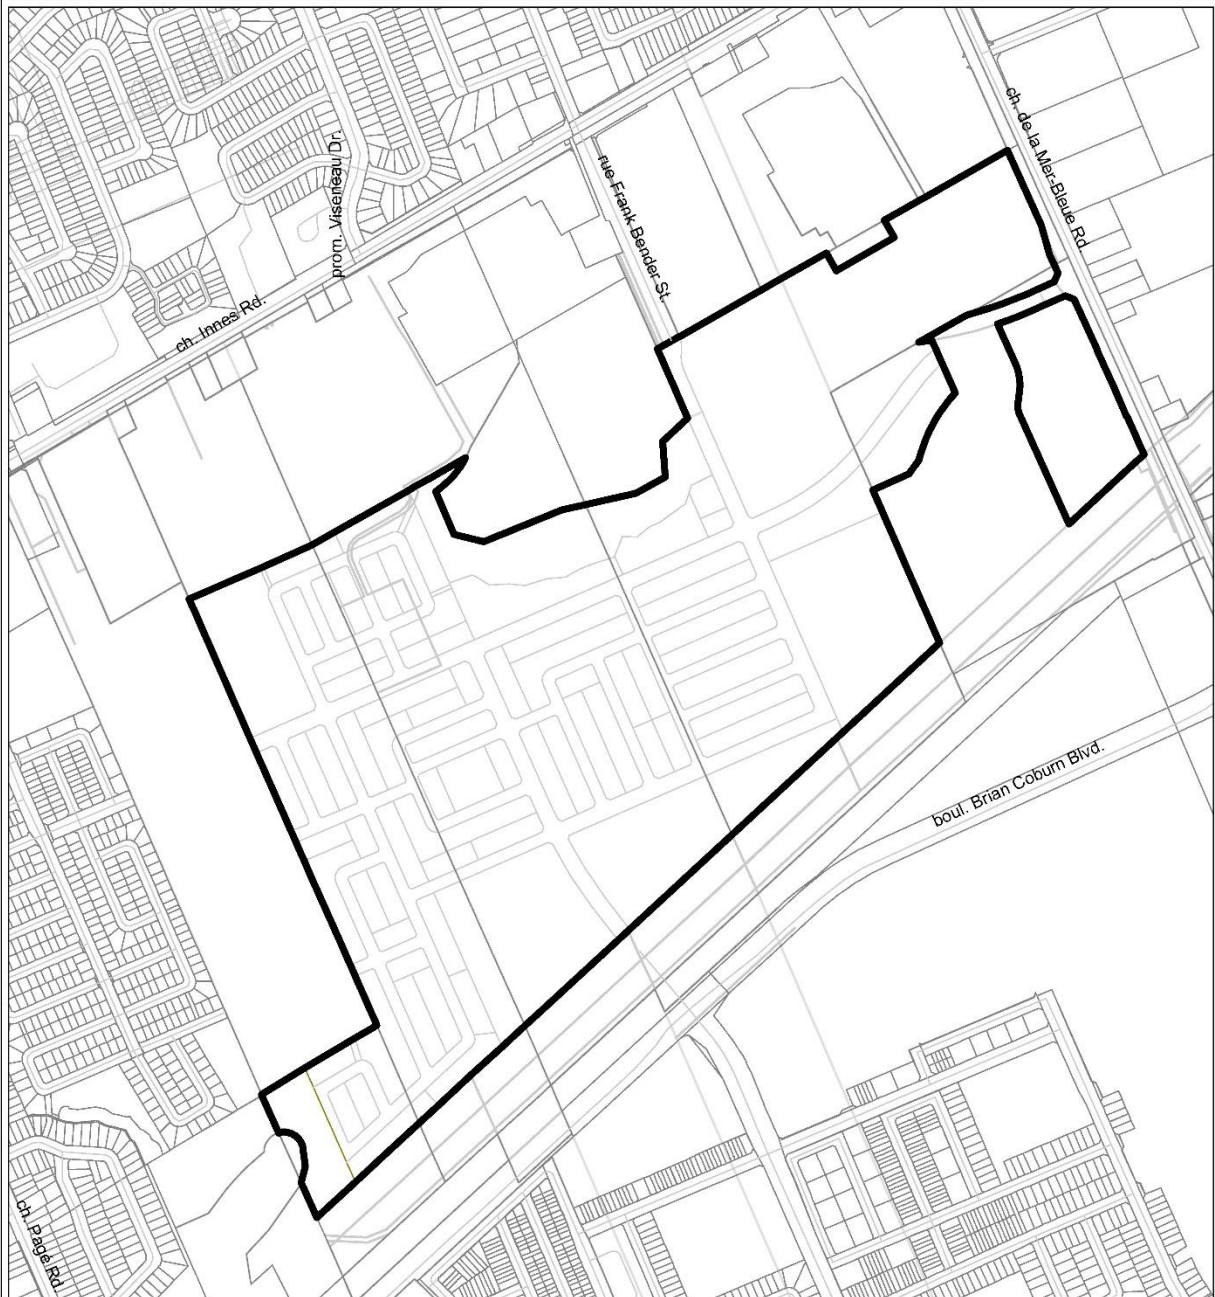 ch. de la Mer-Bleue Rd.
prom. Viseneau Dr.
rue Frank Bender St.
ch. Innes Rd.
boul. Brian Coburn Blvd.
ch. Pagé Rd.